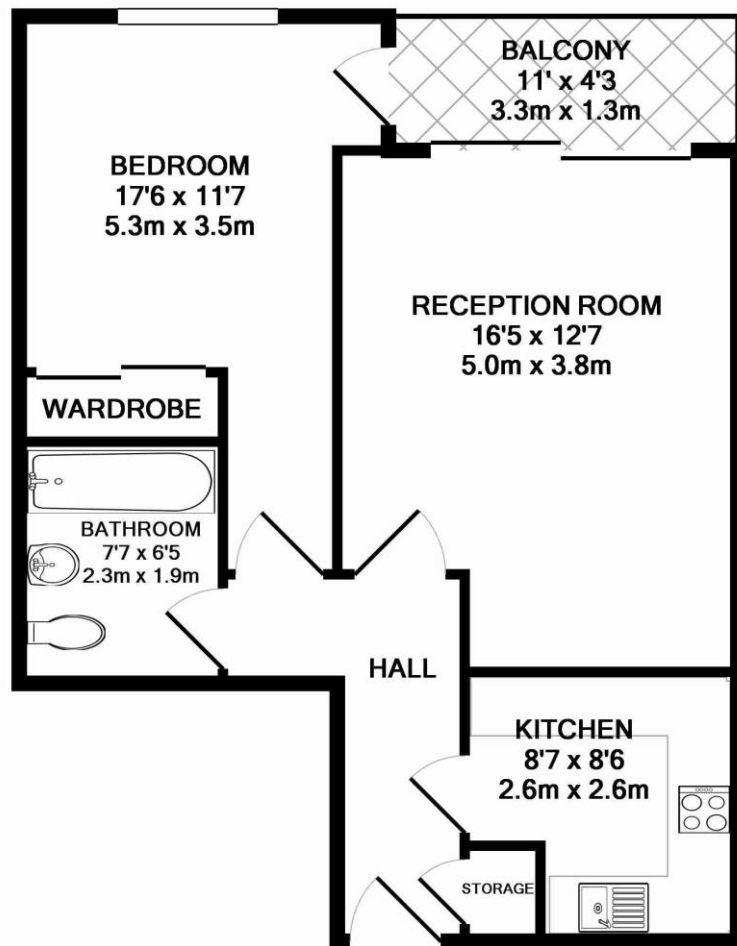 BALCONY
11' x 4'3
3.3m x 1.3m
BEDROOM
17'6 x 11'7
5.3m x 3.5m
RECEPTION ROOM
16'5 x 12'7
5.0m x 3.8m
WARDROBE
BATHROOM
7'7 x 6'5
2.3m x 1.9m
HALL
KITCHEN
8'7 x 8'6
2.6m x 2.6m
STORAGE